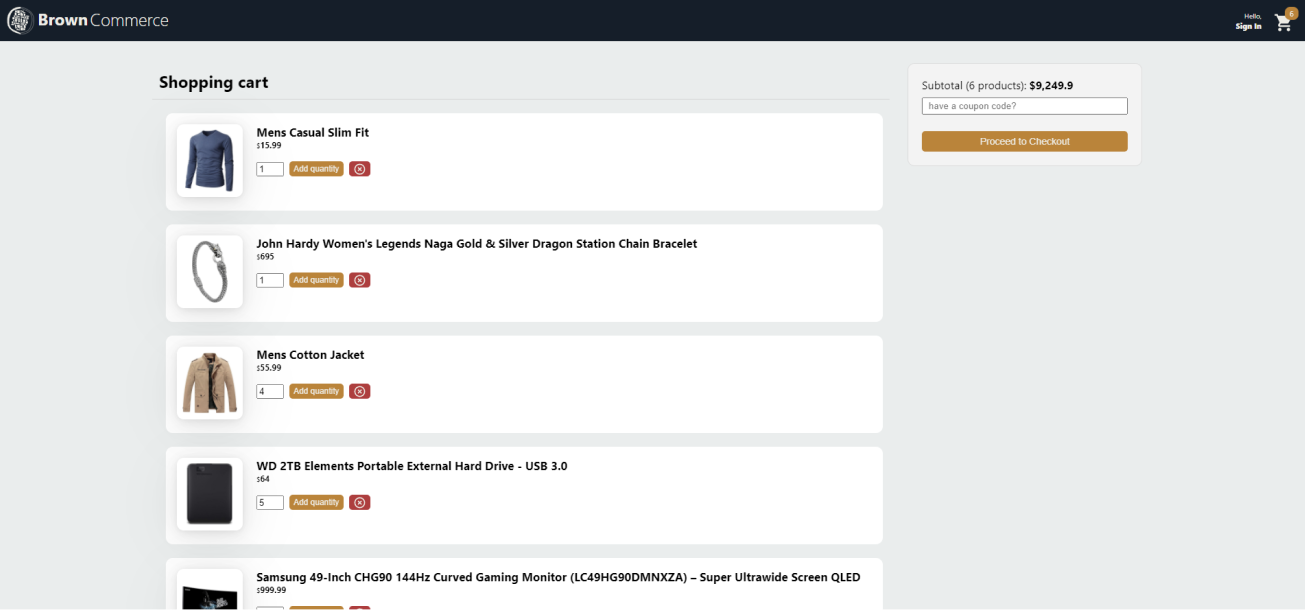 Brown Commerce
Hello,
Sign In
6
Shopping cart
Subtotal (6 products): $9,249.9
have a coupon code?
Proceed to Checkout
Mens Casual Slim Fit
$15.99
1
Add quantity
John Hardy Women's Legends Naga Gold & Silver Dragon Station Chain Bracelet
$695
1
Add quantity
Mens Cotton Jacket
$55.99
4
Add quantity
WD 2TB Elements Portable External Hard Drive - USB 3.0
$64
5
Add quantity
Samsung 49-Inch CHG90 144Hz Curved Gaming Monitor (LC49HG90DMNXZA) – Super Ultrawide Screen QLED
$999.99